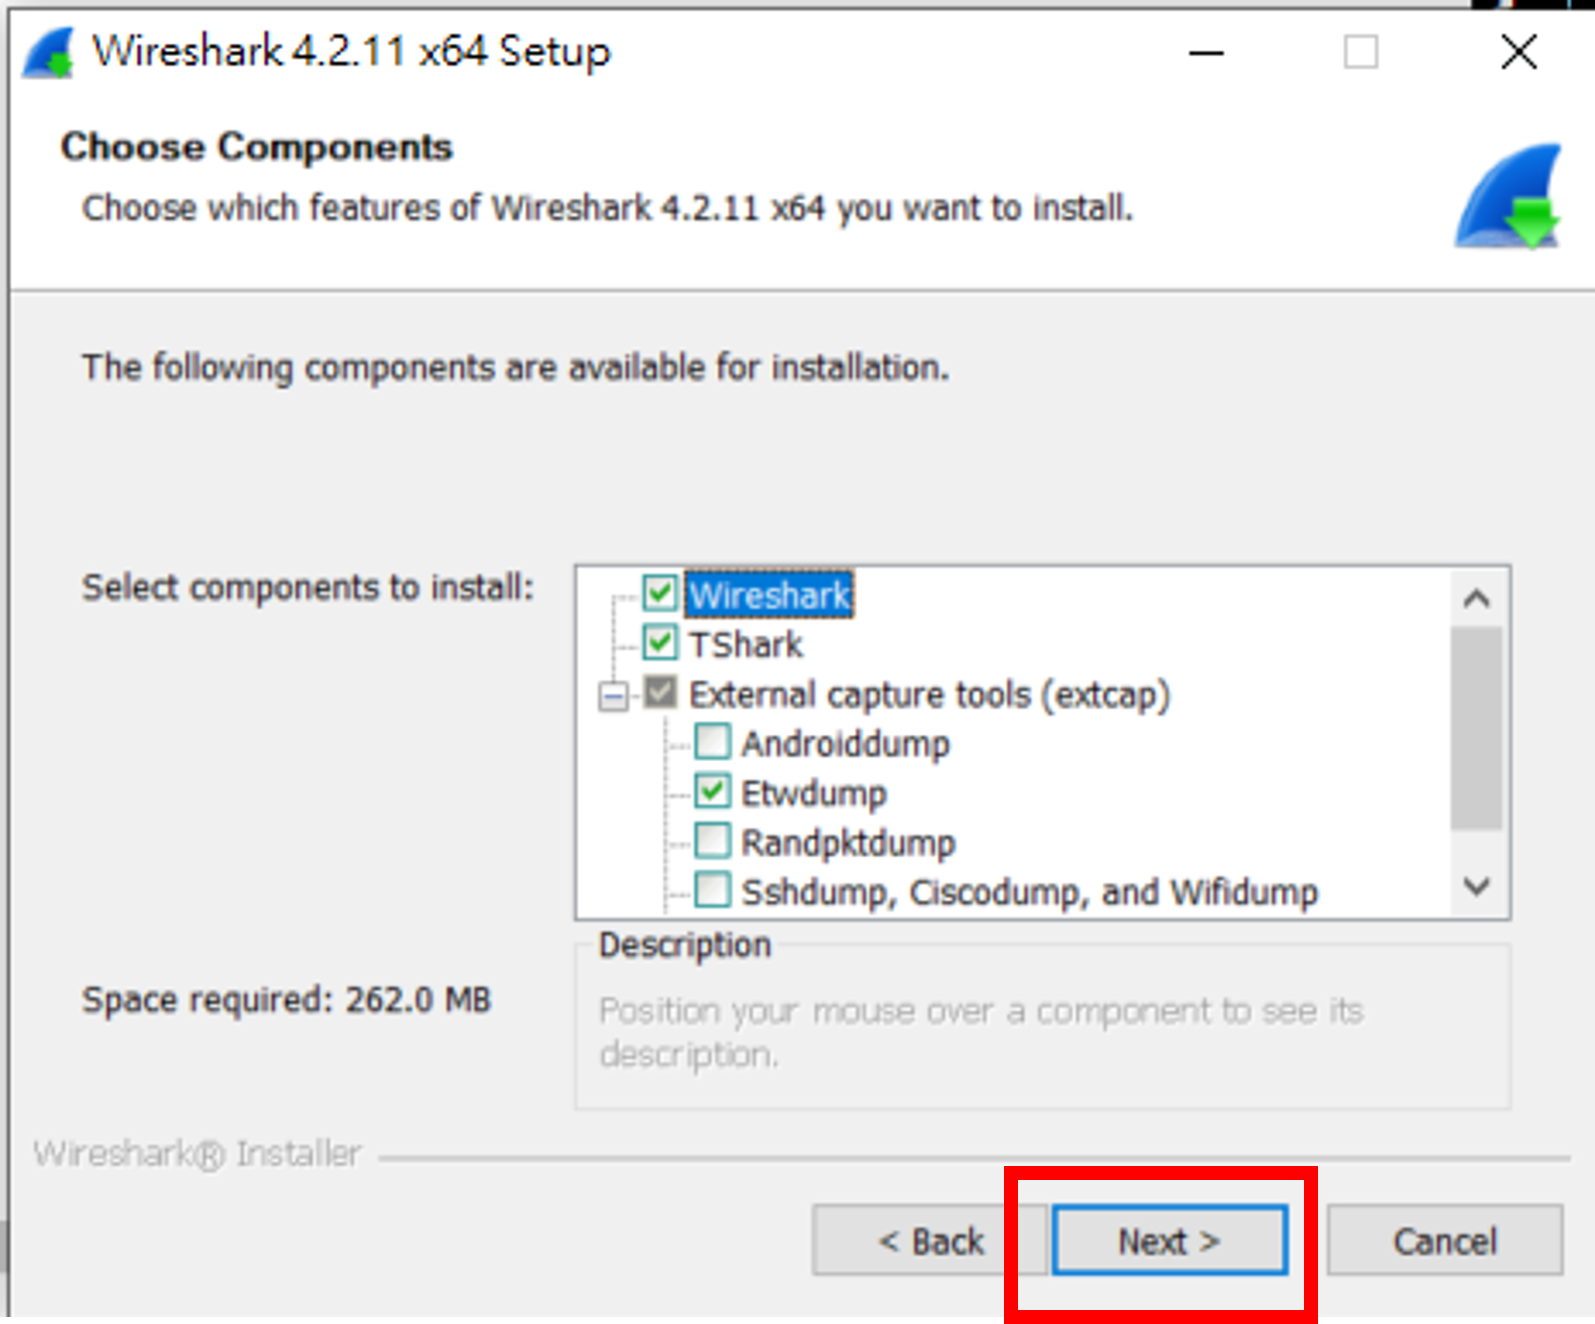 Wireshark 4.2.11 x64 Setup
Choose Components
Choose which features of Wireshark 4.2.11 x64 you want to install.
The following components are available for installation.
Select components to install:
Wireshark
TShark
External capture tools (extcap)
Androiddump
Etwdump
Randpktdump
Sshdump, Ciscodump, and Wifidump
Space required: 262.0 MB
Description
Position your mouse over a component to see its
description.
Wireshark® Installer
< Back
Next >
Cancel